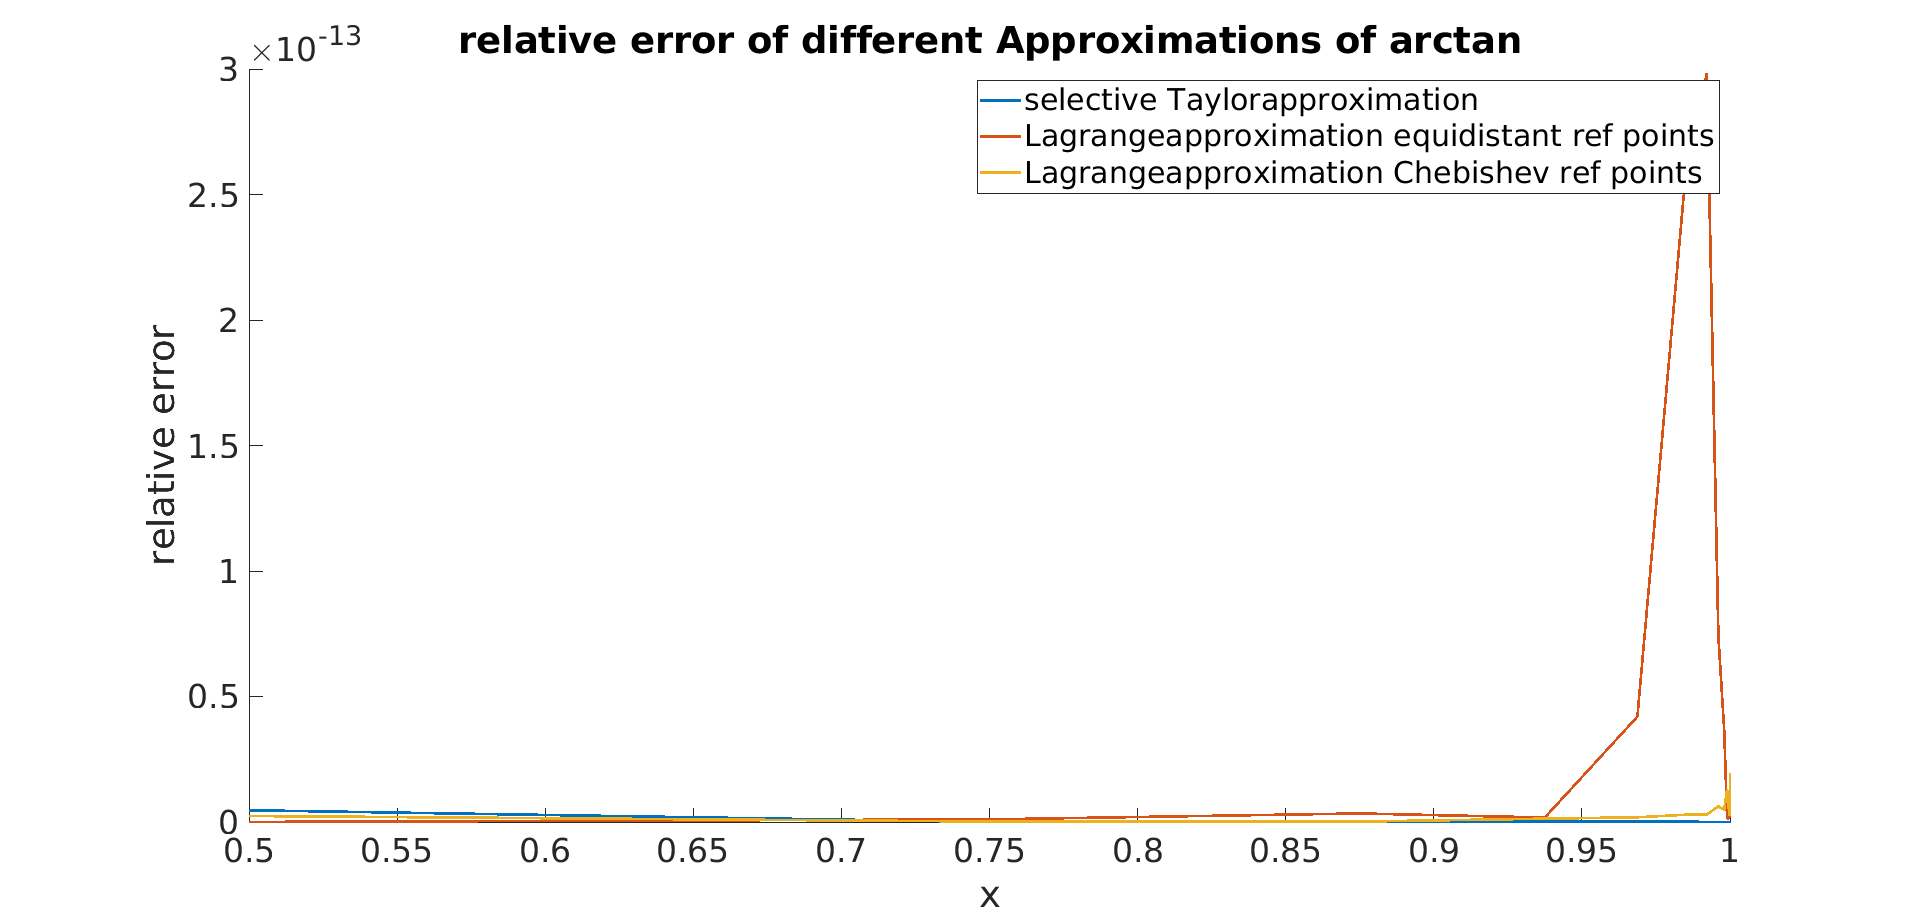 relative error of different Approximations of arctan
×10-13
3
2.5
2
1.5
1
0.5
0
relative error
selective Taylorapproximation
Lagrangeapproximation equidistant ref points
Lagrangeapproximation Chebishev ref points
0.5 0.55 0.6 0.65 0.7 0.75 0.8 0.85 0.9 0.95 1
x